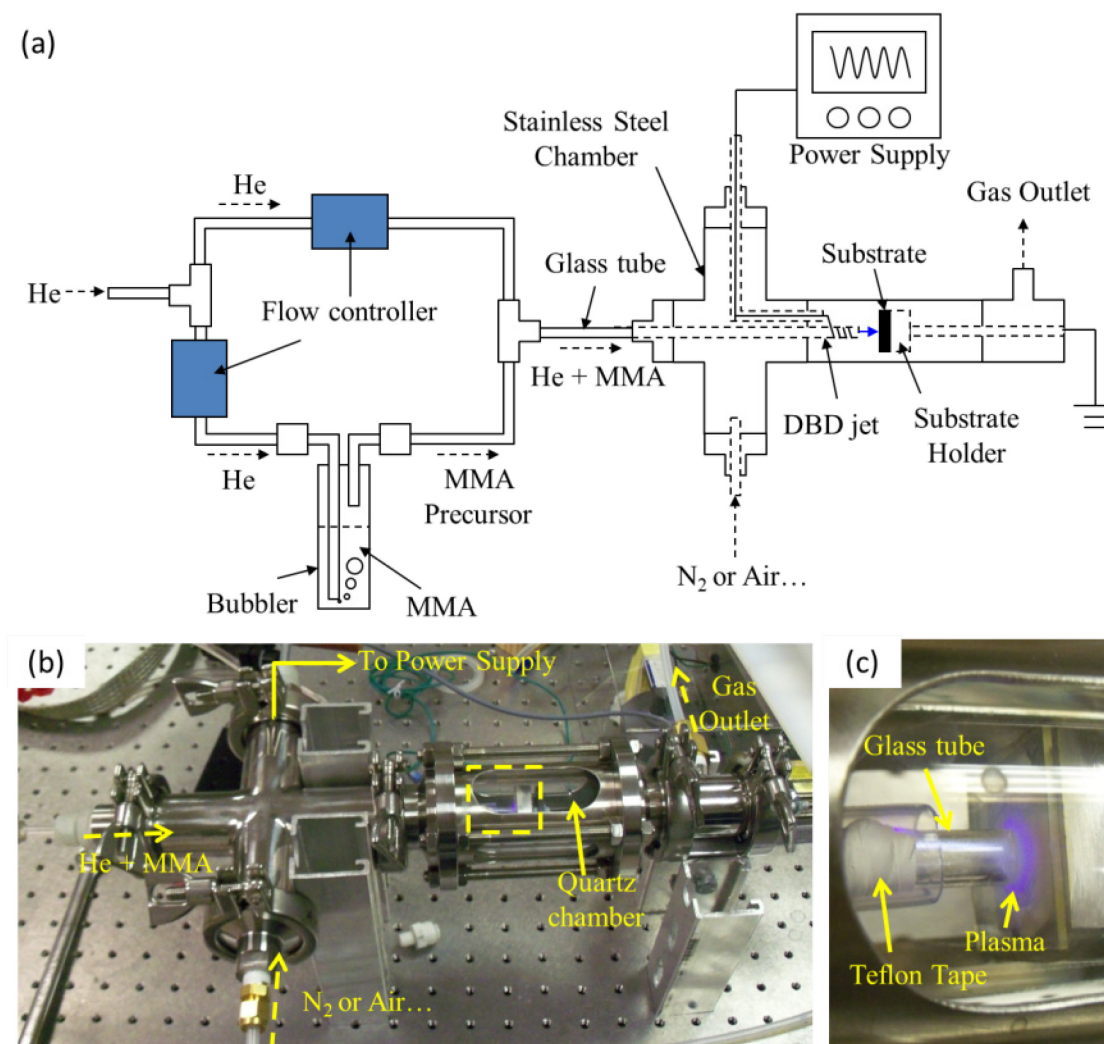 (a)
Stainless Steel
Chamber
Power Supply
He
Gas Outlet
Glass tube
Substrate
He
Flow controller
He + MMA
DBD jet
Substrate
Holder
He
MMA
Precursor
N₂ or Air…
Bubbler
MMA
(b)
To Power Supply
Gas
Outlet
He + MMA
Quartz
chamber
N₂ or Air…
(c)
Glass tube
Plasma
Teflon Tape